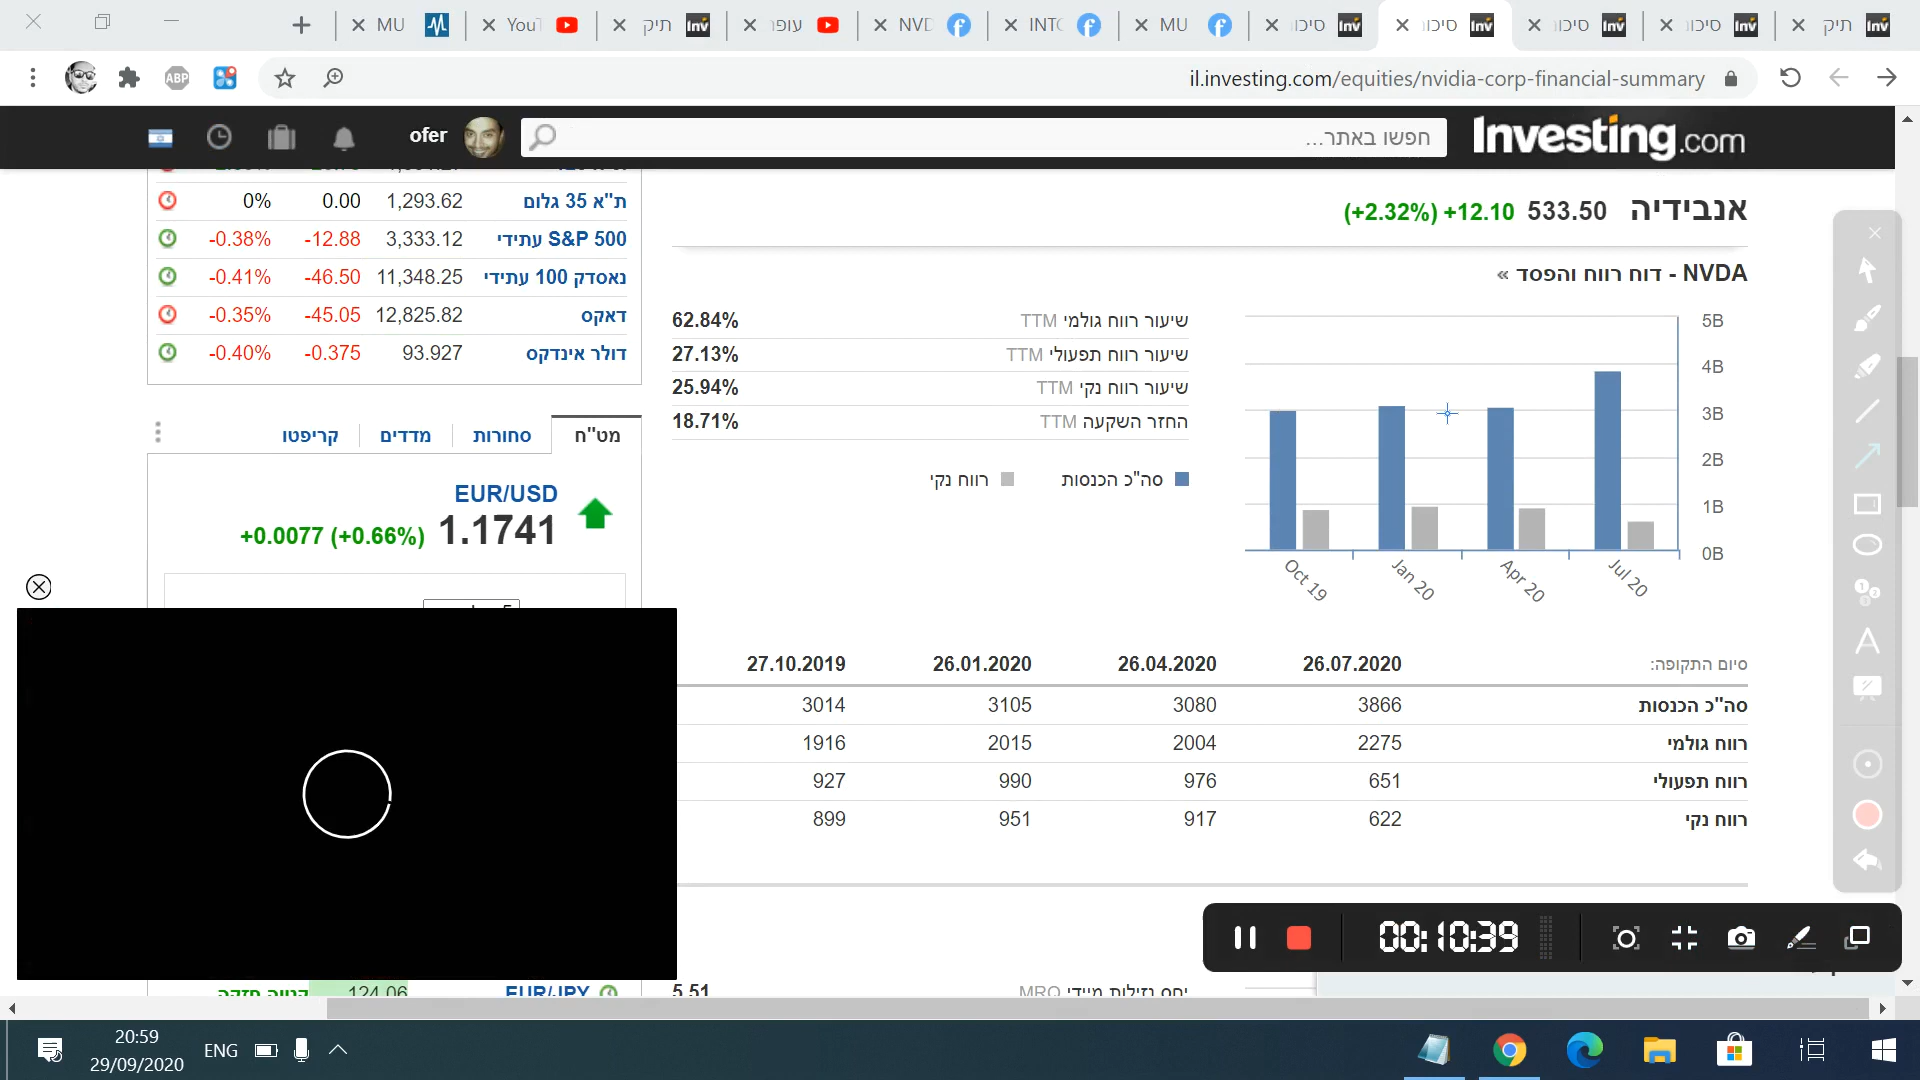 MU
You
תיק
עופר
NVD
INTC
MU
סיכו
סיכו
סיכו
סיכו
תיק
il.investing.com/equities/nvidia-corp-financial-summary
ABP
ofer
חפשו באתר...
Investing.com
ת"א 35 גלום 1,293.62 0.00 0%
S&P 500 עתידי 3,333.12 -12.88 -0.38%
נאסדק 100 עתידי 11,348.25 -46.50 -0.41%
דאקס 12,825.82 -45.05 -0.35%
דולר אינדקס 93.927 -0.375 -0.40%
מט"ח
סחורות
מדדים
קריפטו
EUR/USD
1.1741 +0.0077 (+0.66%)
אנבידיה 533.50 +12.10 (+2.32%)
NVDA - דוח רווח והפסד »
שיעור רווח גולמי TTM 62.84%
שיעור רווח תפעולי TTM 27.13%
שיעור רווח נקי TTM 25.94%
החזר השקעה TTM 18.71%
סה"כ הכנסות
רווח נקי
5B
4B
3B
2B
1B
0B
Oct 19
Jan 20
Apr 20
Jul 20
סיום התקופה: 26.07.2020 26.04.2020 26.01.2020 27.10.2019
סה"כ הכנסות 3866 3080 3105 3014
רווח גולמי 2275 2004 2015 1916
רווח תפעולי 651 976 990 927
רווח נקי 622 917 951 899
יחס נזילות מיידי MRQ 5.51
EUR/JPY 124.06 קנייה חזקה
00:10:39
20:59
29/09/2020
ENG